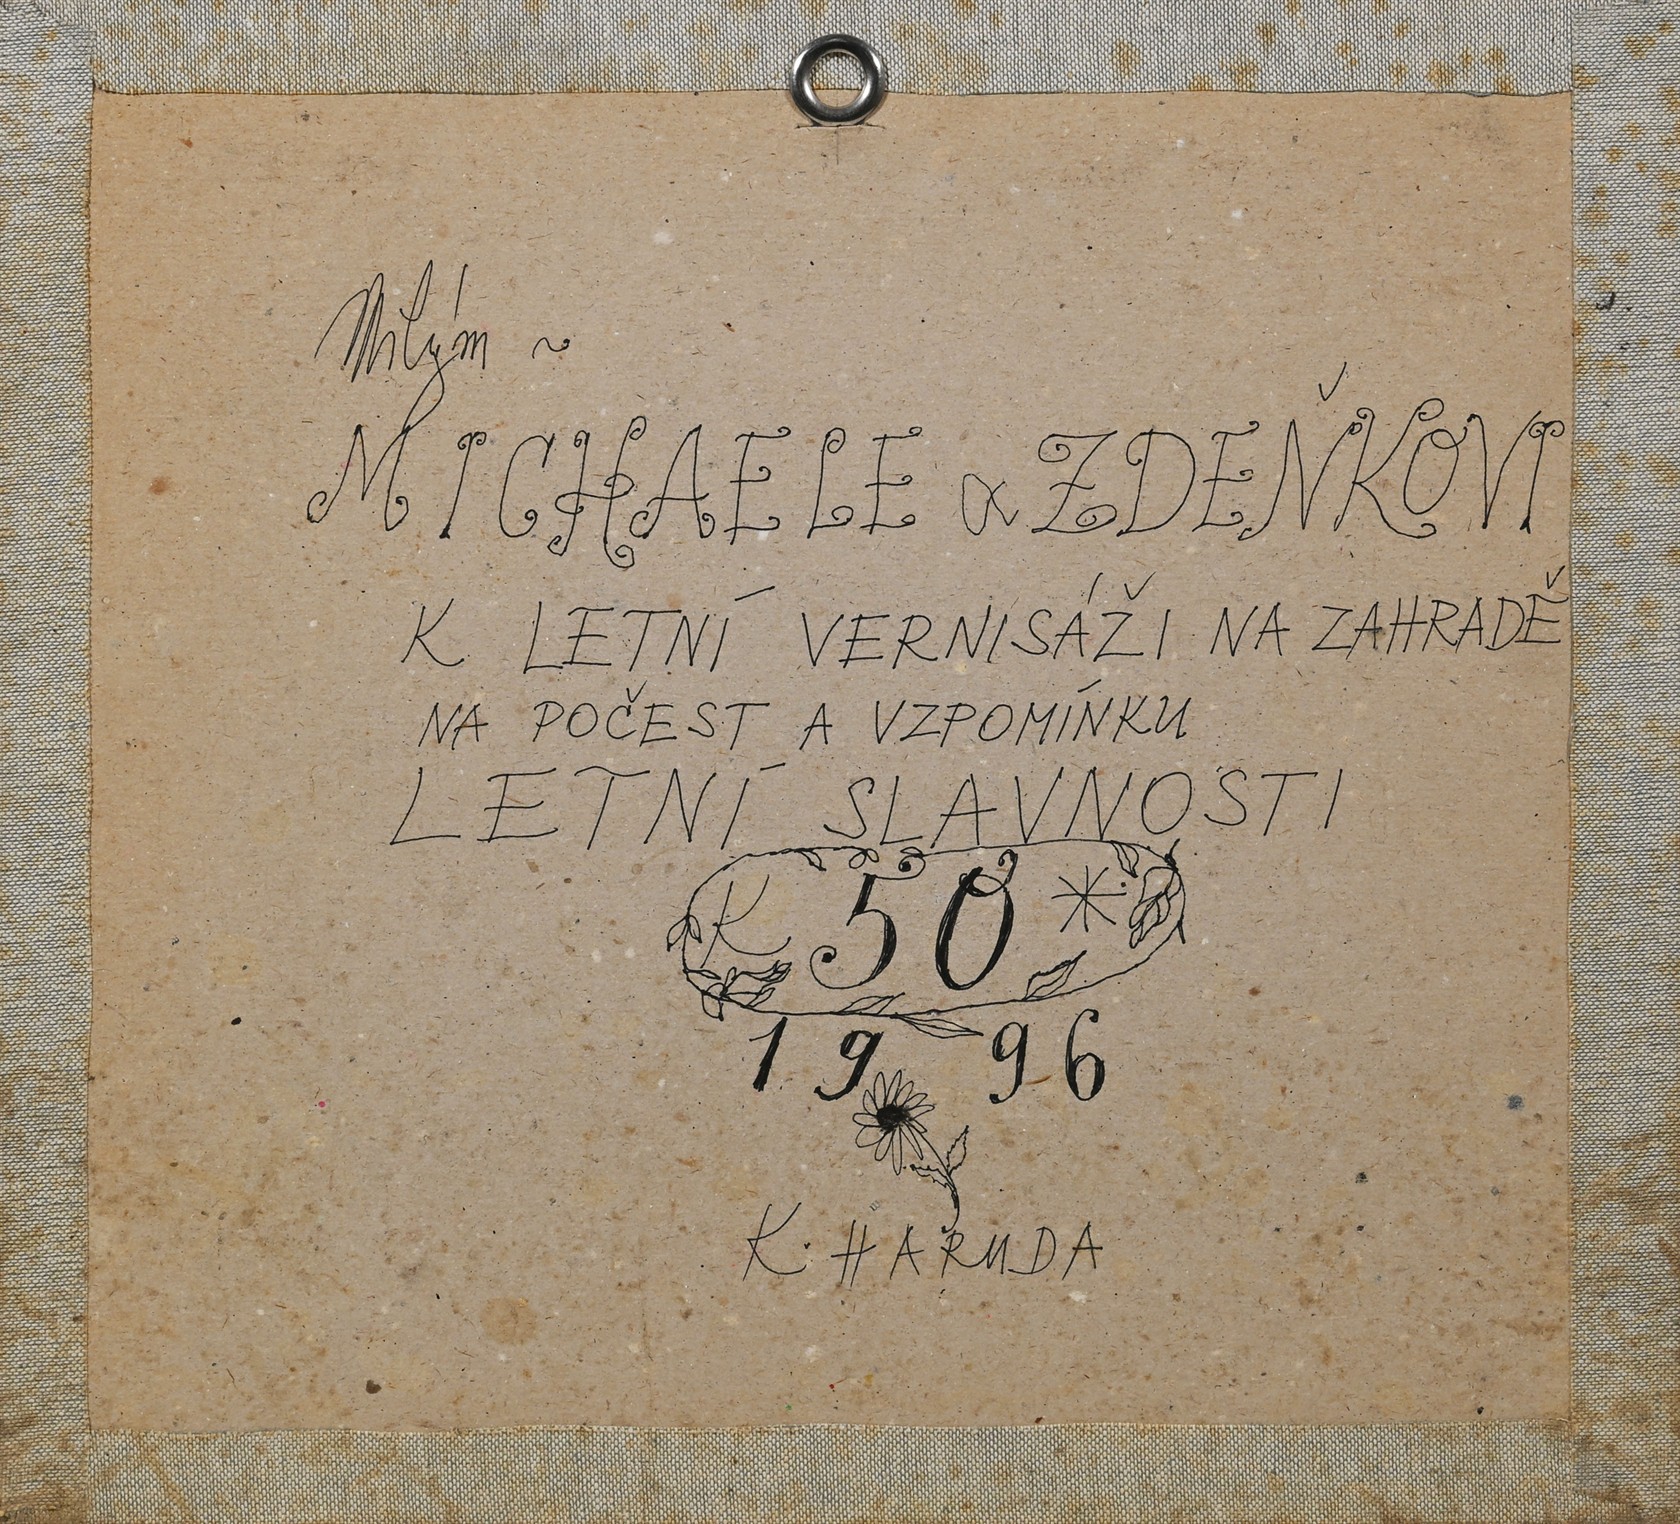 Milým ~
MICHAELE a ZDEŇKOVI
K LETNÍ VERNISÁŽI NA ZAHRADĚ
NA POČEST A VZPOMÍNKU
LETNÍ SLAVNOSTI
K 50 *
1996
K. HARUDA